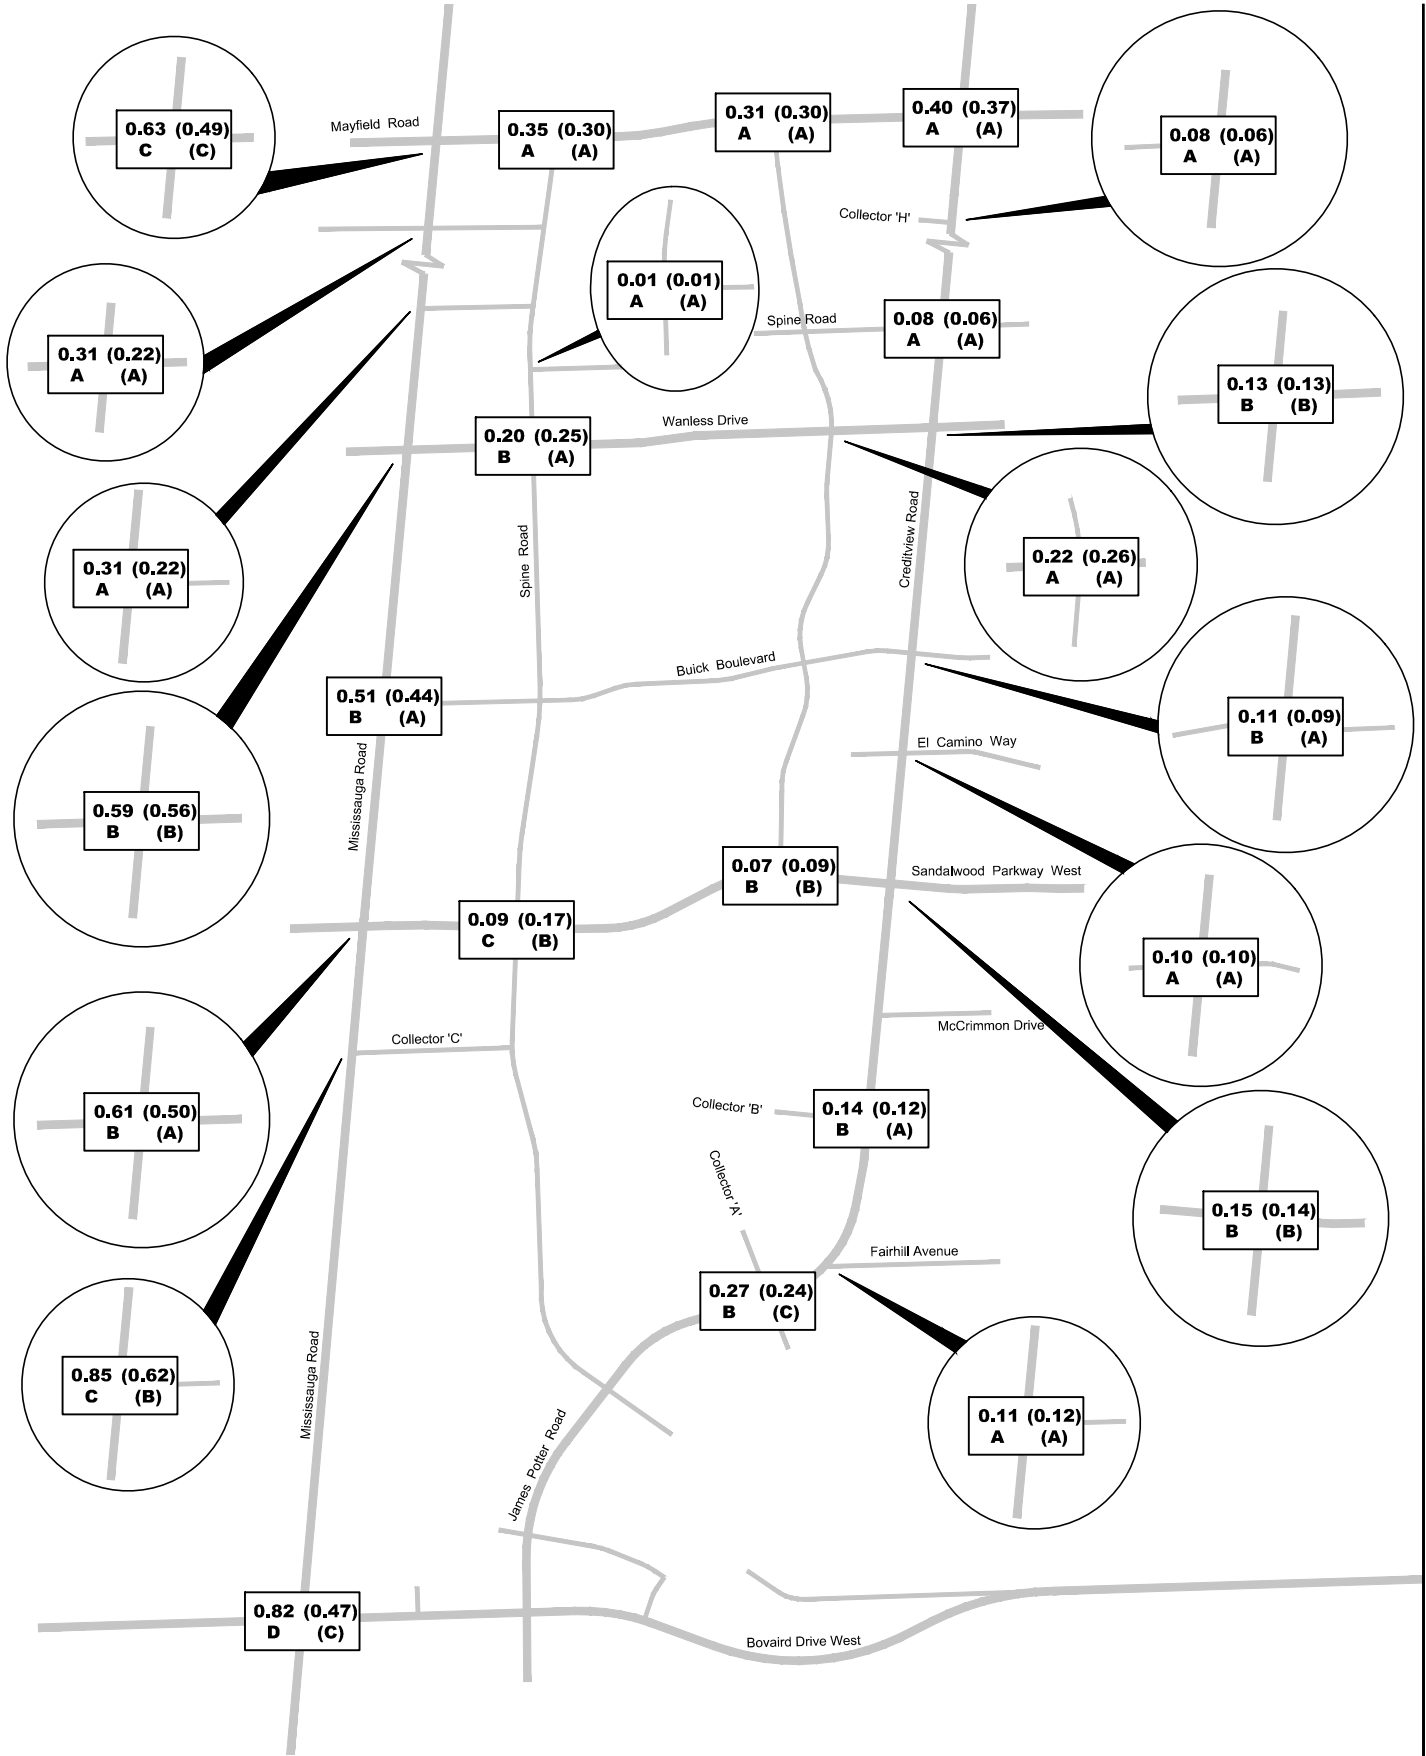 0.63 (0.49)
C (C)
Mayfield Road
0.35 (0.30)
A (A)
0.31 (0.30)
A (A)
0.40 (0.37)
A (A)
0.08 (0.06)
A (A)
Collector 'H'
0.01 (0.01)
A (A)
Spine Road
0.08 (0.06)
A (A)
0.31 (0.22)
A (A)
0.13 (0.13)
B (B)
Wanless Drive
0.20 (0.25)
B (A)
0.31 (0.22)
A (A)
Spine Road
Creditview Road
0.22 (0.26)
A (A)
Buick Boulevard
0.51 (0.44)
B (A)
0.11 (0.09)
B (A)
El Camino Way
Mississauga Road
0.59 (0.56)
B (B)
0.07 (0.09)
B (B)
Sandalwood Parkway West
0.09 (0.17)
C (B)
0.10 (0.10)
A (A)
McCrimmon Drive
Collector 'C'
0.61 (0.50)
B (A)
Collector 'B'
0.14 (0.12)
B (A)
Collector 'A'
0.15 (0.14)
B (B)
Fairhill Avenue
0.27 (0.24)
B (C)
0.85 (0.62)
C (B)
Mississauga Road
James Potter Road
0.11 (0.12)
A (A)
0.82 (0.47)
D (C)
Bovaird Drive West